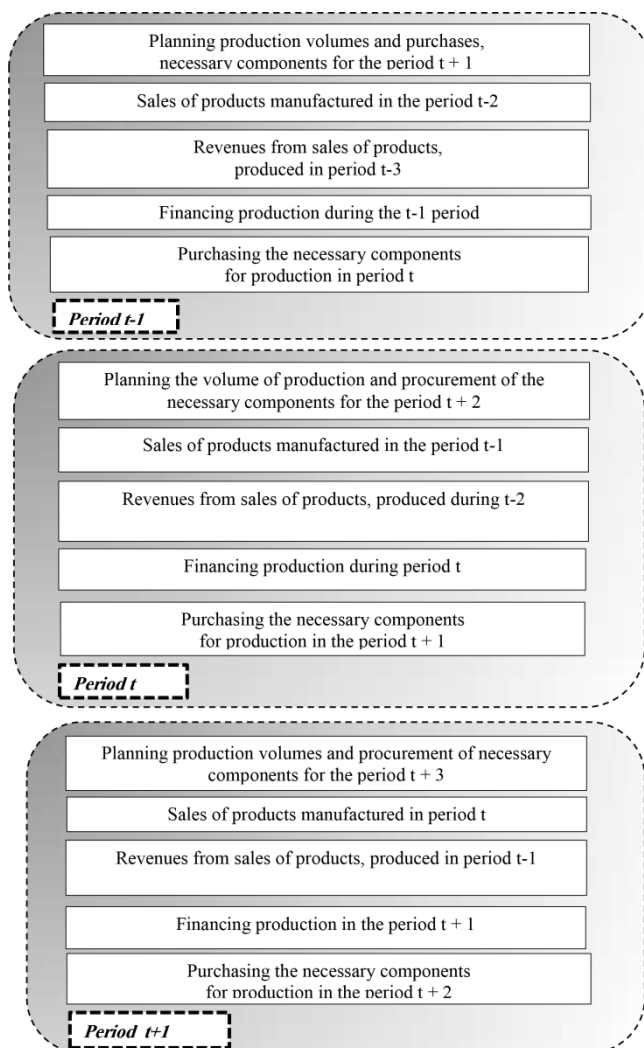 Planning production volumes and purchases,
necessary components for the period t + 1
Sales of products manufactured in the period t-2
Revenues from sales of products,
produced in period t-3
Financing production during the t-1 period
Purchasing the necessary components
for production in period t
Period t-1
Planning the volume of production and procurement of the
necessary components for the period t + 2
Sales of products manufactured in the period t-1
Revenues from sales of products, produced during t-2
Financing production during period t
Purchasing the necessary components
for production in the period t + 1
Period t
Planning production volumes and procurement of necessary
components for the period t + 3
Sales of products manufactured in period t
Revenues from sales of products, produced in period t-1
Financing production in the period t + 1
Purchasing the necessary components
for production in the period t + 2
Period t+1